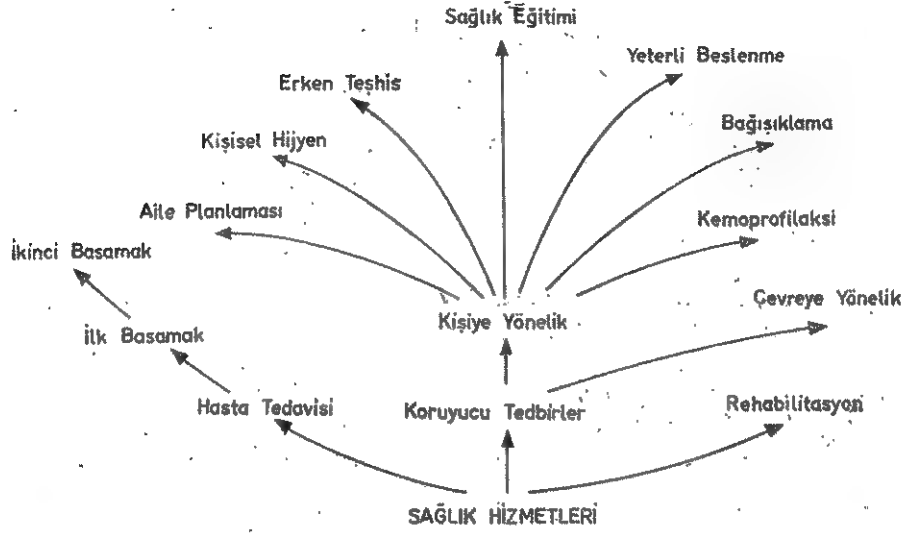 Sağlık Eğitimi
Yeterli Beslenme
Erken Teşhis
Bağışıklama
Kişisel Hijyen
Aile Planlaması
Kemoprofilaksi
İkinci Basamak
Çevreye Yönelik
Kişiye Yönelik
İlk Basamak
Hasta Tedavisi
Koruyucu Tedbirler
Rehabilitasyon
SAĞLIK HİZMETLERİ